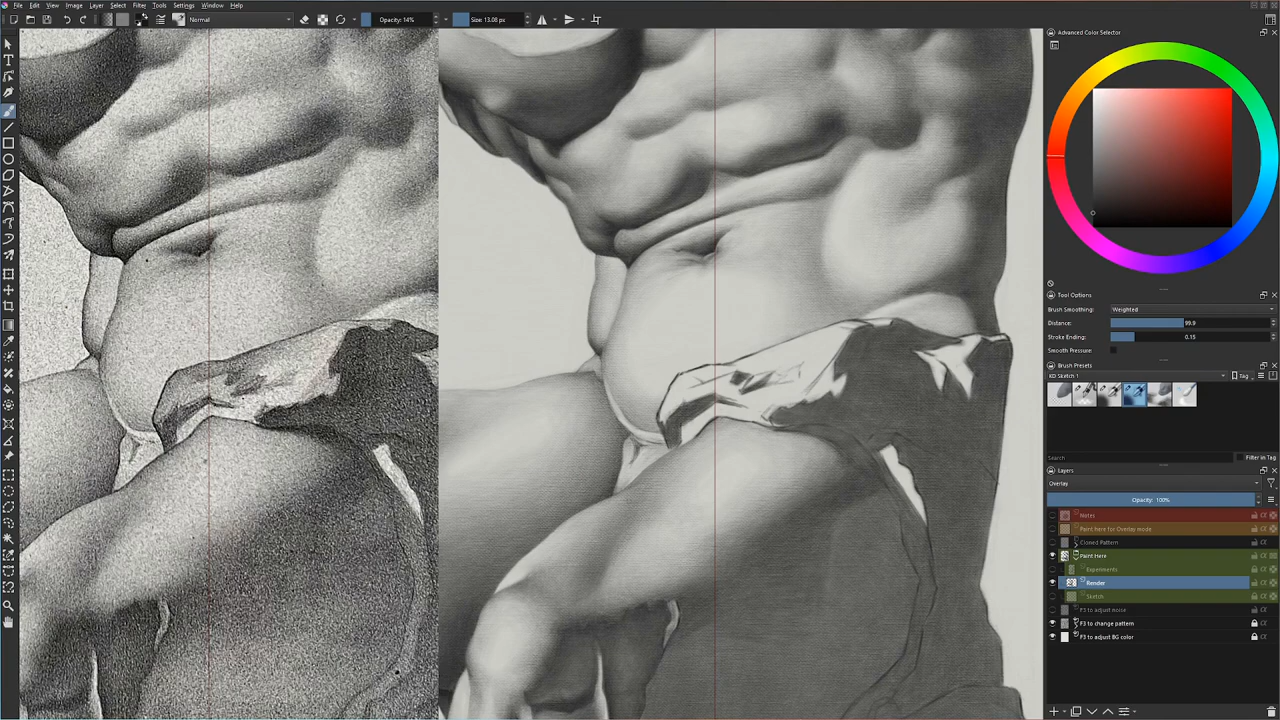 File Edit View Image Layer Select Filter Tools Settings Window Help
Normal Opacity: 14% Size: 13.08 px
Advanced Color Selector
Tool Options
Brush Smoothing: Weighted
Distance: 99.9
Stroke Ending: 0.15
Smooth Pressure:
Brush Presets
KD Sketch 1 Tag
Search Filter in Tag
Layers
Overlay
Opacity: 100%
Notes
Paint here for Overlay mode
Cloned Pattern
Paint Here
Experiments
Render
Sketch
F3 to adjust noise
F3 to change pattern
F3 to adjust BG color